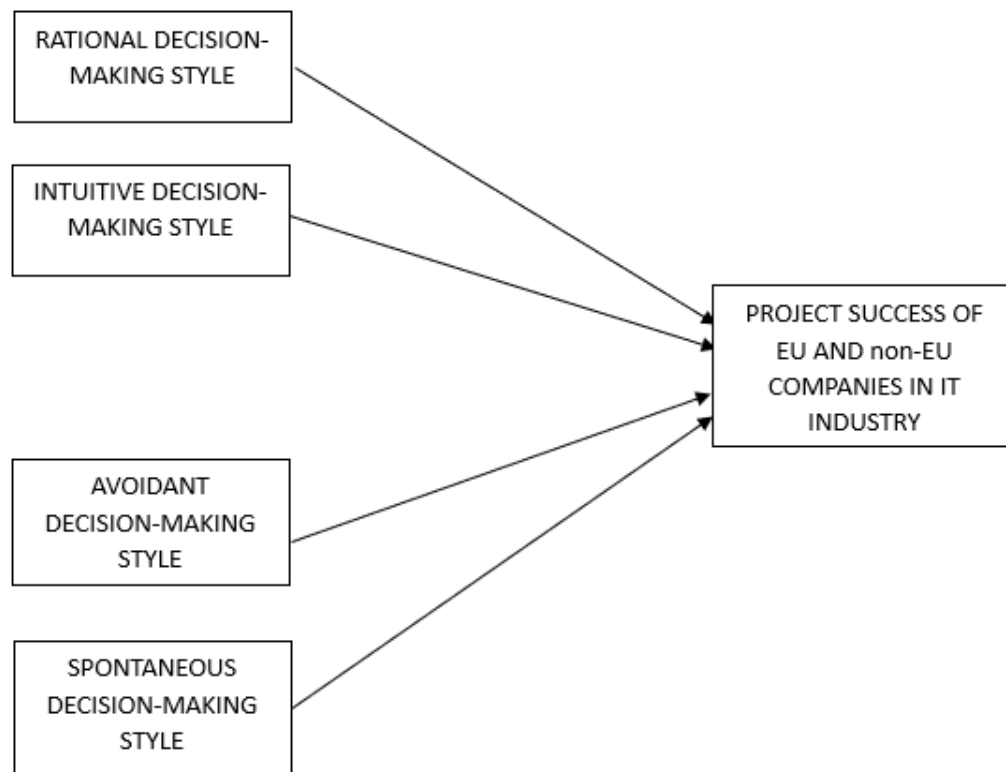 RATIONAL DECISION-
MAKING STYLE
INTUITIVE DECISION-
MAKING STYLE
PROJECT SUCCESS OF
EU AND non-EU
COMPANIES IN IT
INDUSTRY
AVOIDANT
DECISION-MAKING
STYLE
SPONTANEOUS
DECISION-MAKING
STYLE